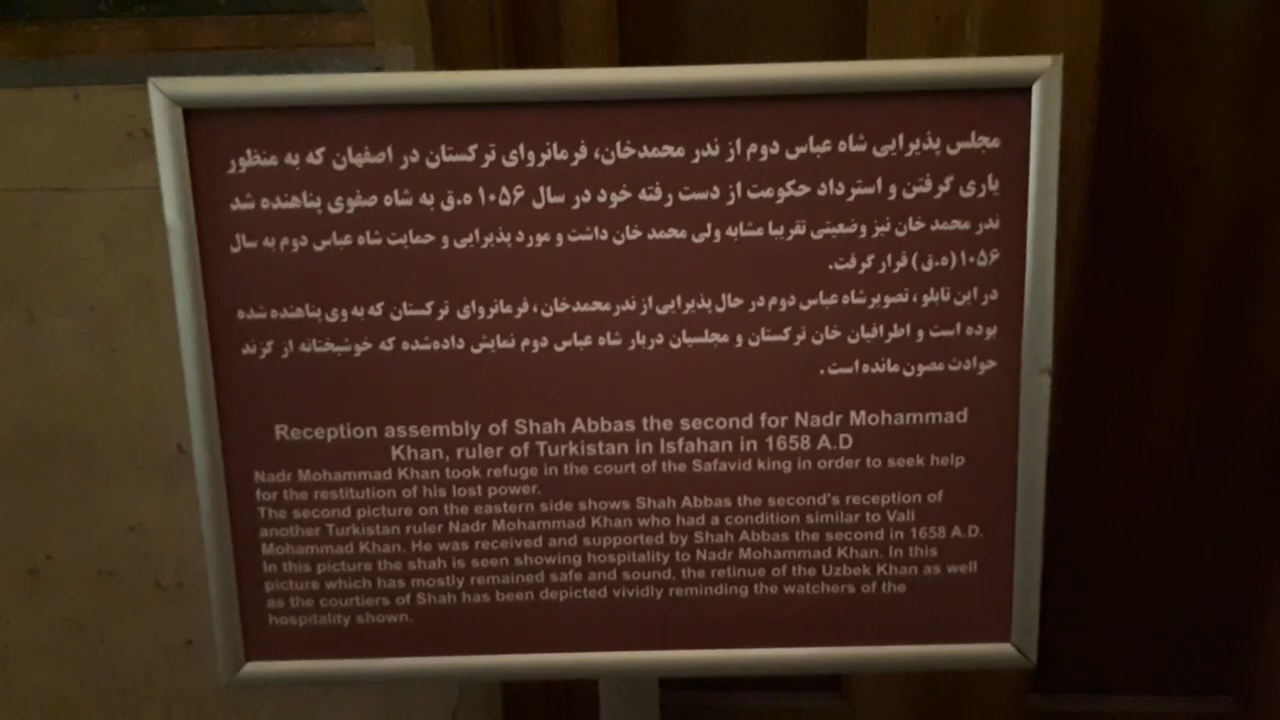 مجلس پذیرایی شاه عباس دوم از ندر محمدخان، فرمانروای ترکستان در اصفهان که به منظور
یاری گرفتن و استرداد حکومت از دست رفته خود در سال ۱۰۵۶ ه.ق به شاه صفوی پناهنده شد
ندر محمد خان نیز وضعیتی تقریبا مشابه ولی محمد خان داشت و مورد پذیرایی و حمایت شاه عباس دوم به سال
۱۰۵۶ (ه.ق) قرار گرفت.
در این تابلو ، تصویر شاه عباس دوم در حال پذیرایی از ندر محمدخان ، فرمانروای ترکستان که به وی پناهنده شده
بوده است و اطرافیان خان ترکستان و مجلسیان دربار شاه عباس دوم نمایش داده‌شده که خوشبختانه از گزند
حوادث مصون مانده است .
Reception assembly of Shah Abbas the second for Nadr Mohammad
Khan, ruler of Turkistan in Isfahan in 1658 A.D
Nadr Mohammad Khan took refuge in the court of the Safavid king in order to seek help
for the restitution of his lost power.
The second picture on the eastern side shows Shah Abbas the second's reception of
another Turkistan ruler Nadr Mohammad Khan who had a condition similar to Vali
Mohammad Khan. He was received and supported by Shah Abbas the second in 1658 A.D.
In this picture the shah is seen showing hospitality to Nadr Mohammad Khan. In this
picture which has mostly remained safe and sound, the retinue of the Uzbek Khan as well
as the courtiers of Shah has been depicted vividly reminding the watchers of the
hospitality shown.